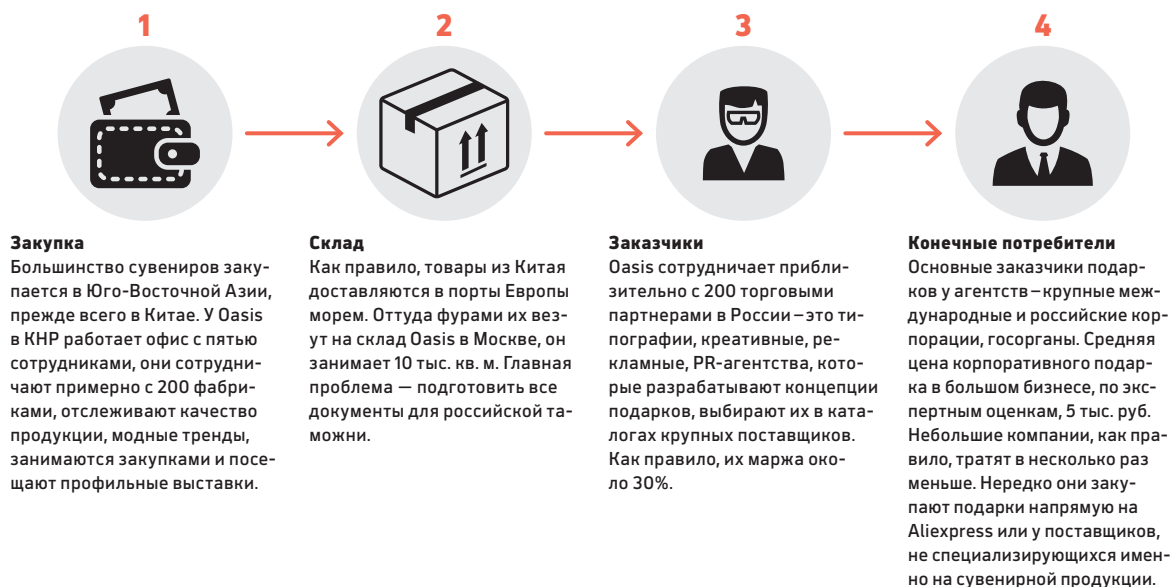 1
2
3
4
Закупка
Большинство сувениров заку-
пается в Юго-Восточной Азии,
прежде всего в Китае. У Oasis
в КНР работает офис с пятью
сотрудниками, они сотрудни-
чают примерно с 200 фабри-
ками, отслеживают качество
продукции, модные тренды,
занимаются закупками и посе-
щают профильные выставки.
Склад
Как правило, товары из Китая
доставляются в порты Европы
морем. Оттуда фурами их вез-
ут на склад Oasis в Москве, он
занимает 10 тыс. кв. м. Главная
проблема — подготовить все
документы для российской та-
можни.
Заказчики
Oasis сотрудничает прибли-
зительно с 200 торговыми
партнерами в России – это ти-
пографии, креативные, ре-
кламные, PR-агентства, кото-
рые разрабатывают концепции
подарков, выбирают их в ката-
логах крупных поставщиков.
Как правило, их маржа око-
ло 30%.
Конечные потребители
Основные заказчики подар-
ков у агентств – крупные меж-
дународные и российские кор-
порации, госорганы. Средняя
цена корпоративного подар-
ка в большом бизнесе, по экс-
пертным оценкам, 5 тыс. руб.
Небольшие компании, как пра-
вило, тратят в несколько раз
меньше. Нередко они заку-
пают подарки напрямую на
Aliexpress или у поставщиков,
не специализирующихся имен-
но на сувенирной продукции.